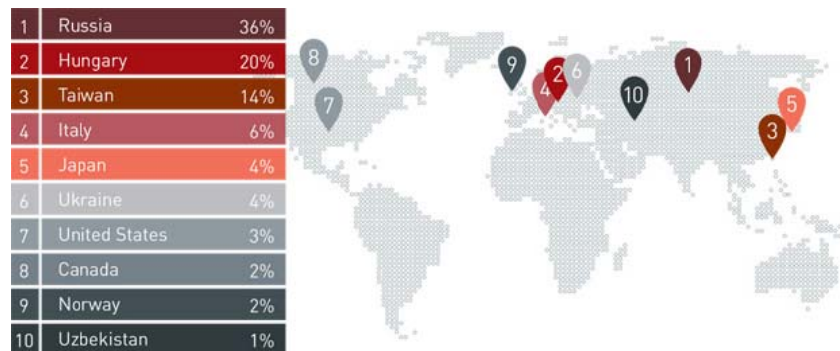 1 Russia 36%
2 Hungary 20%
3 Taiwan 14%
4 Italy 6%
5 Japan 4%
6 Ukraine 4%
7 United States 3%
8 Canada 2%
9 Norway 2%
10 Uzbekistan 1%
8
7
9
4
2
6
10
1
5
3